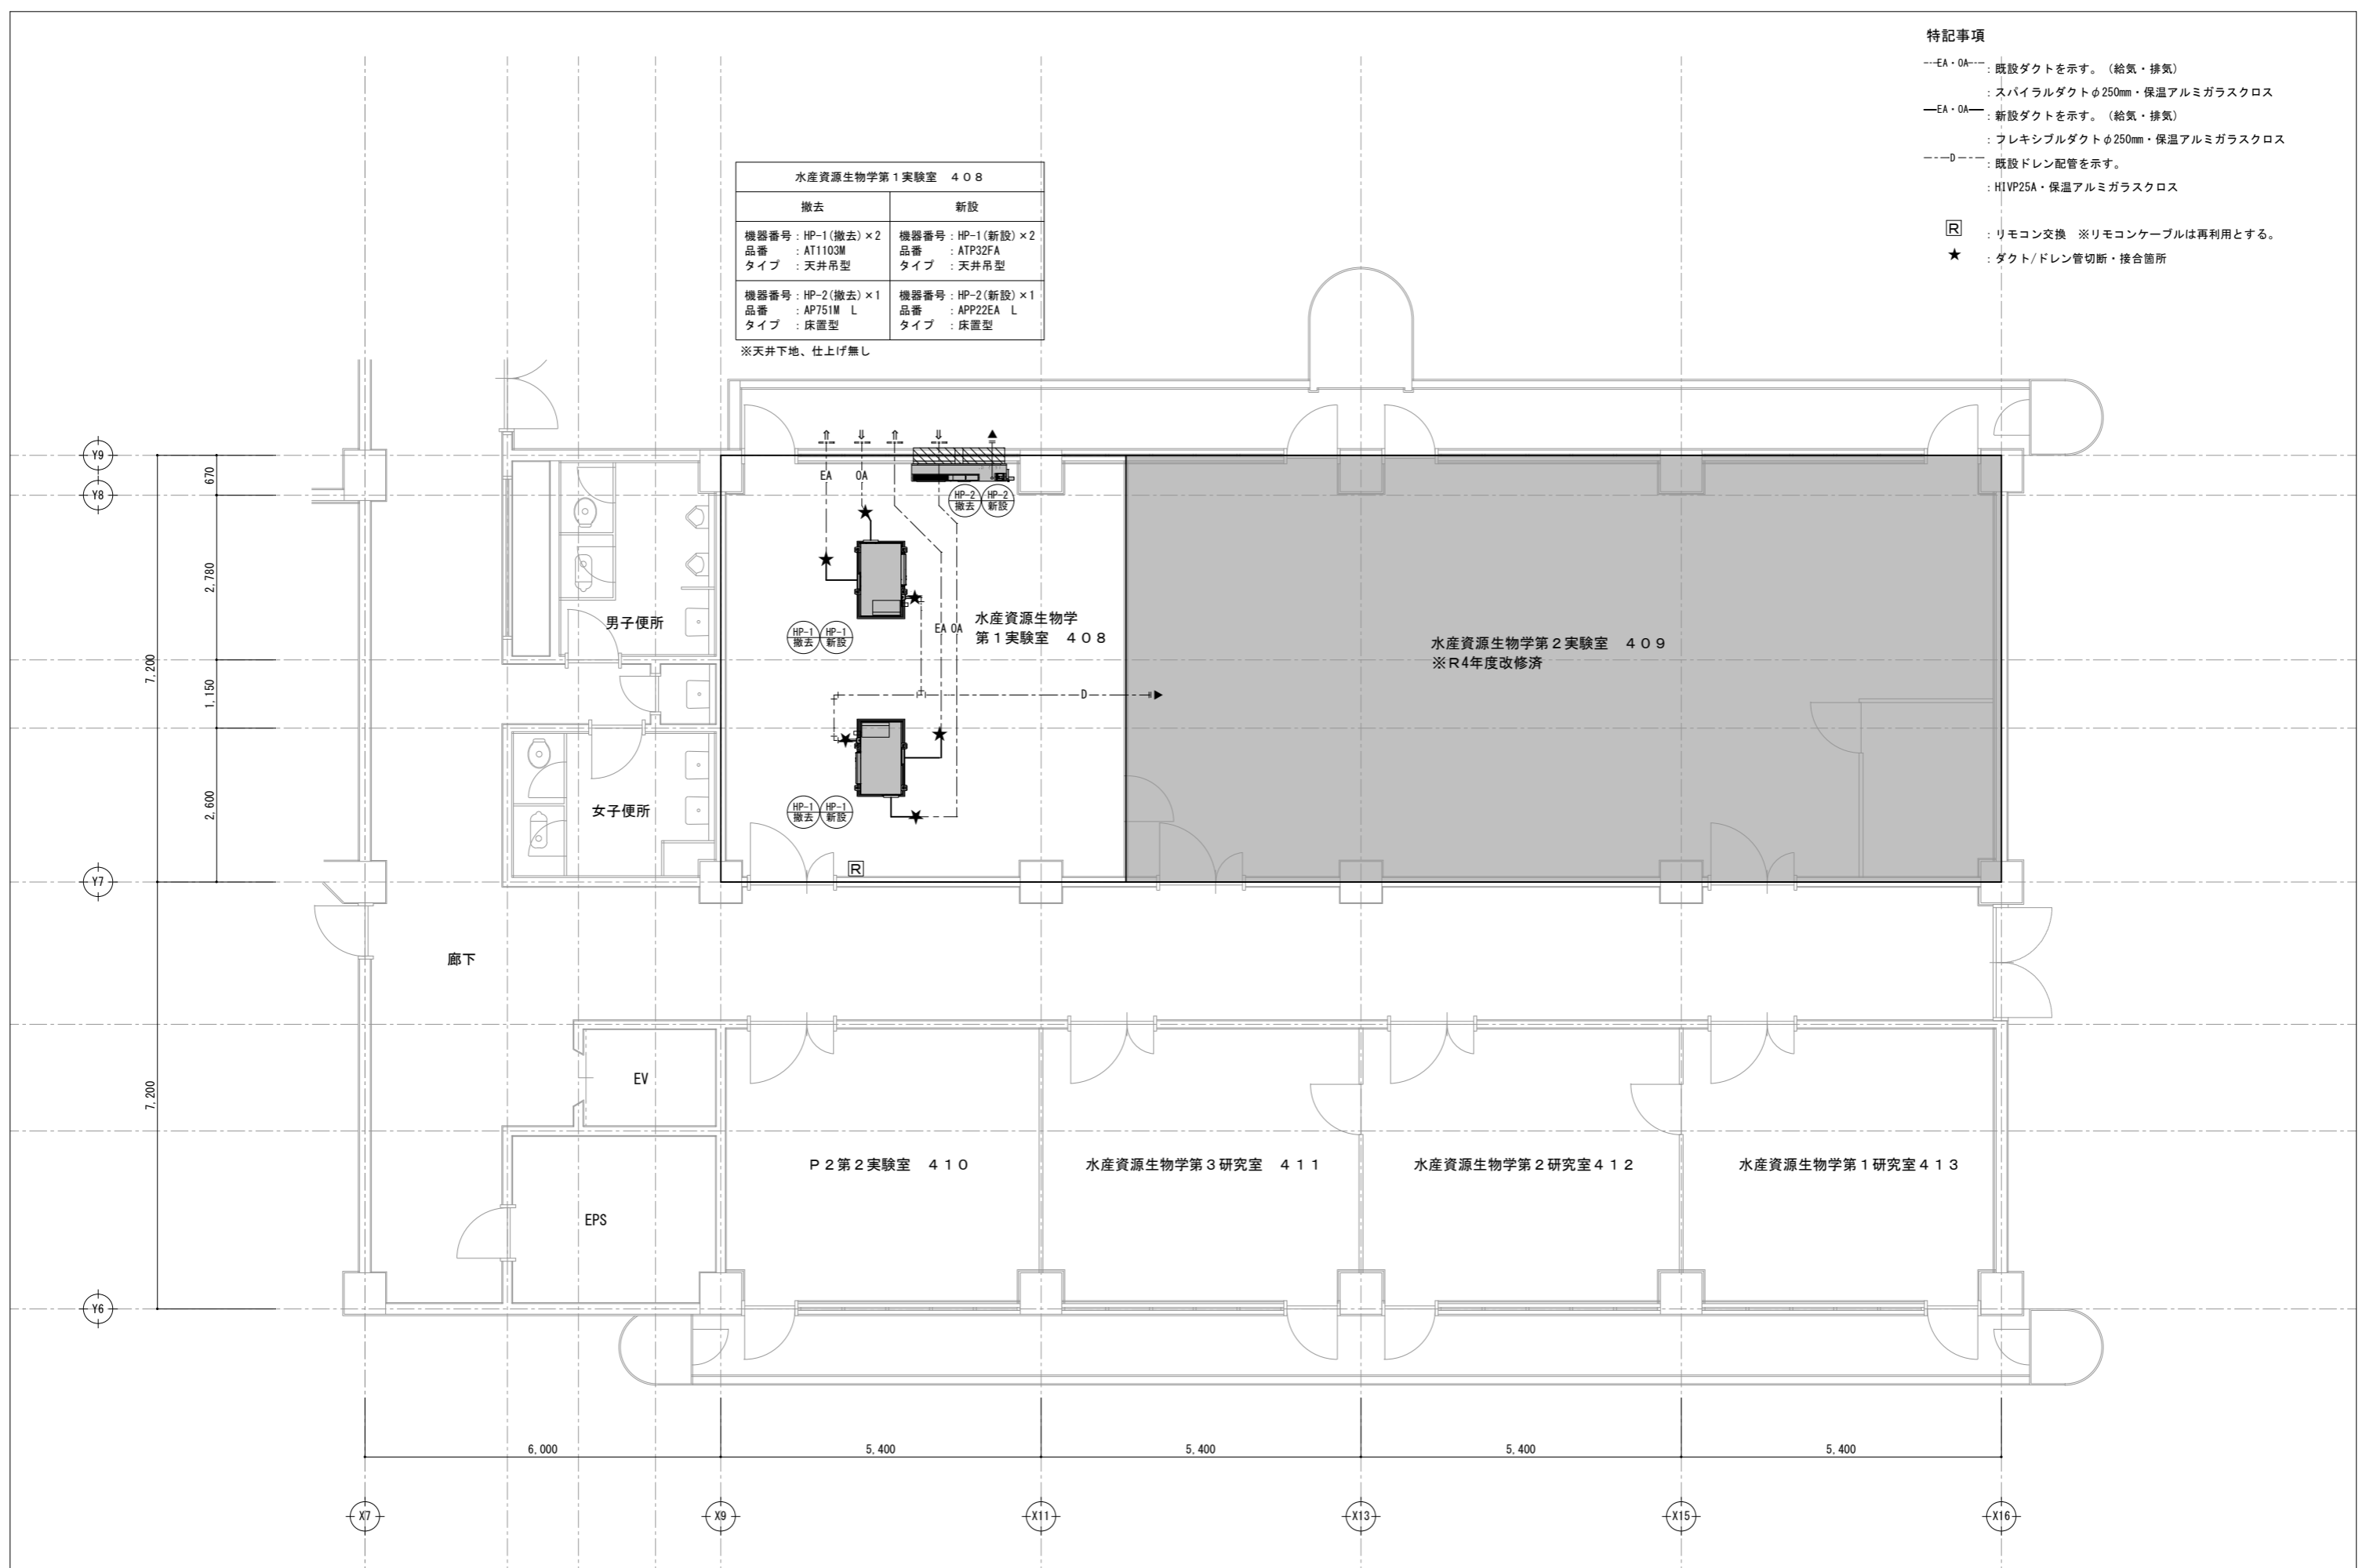 特記事項
EA・OA ：既設ダクトを示す。（給気・排気）
：スパイラルダクトφ250mm・保温アルミガラスクロス
EA・OA ：新設ダクトを示す。（給気・排気）
：フレキシブルダクトφ250mm・保温アルミガラスクロス
D ：既設ドレン配管を示す。
：HIVP25A・保温アルミガラスクロス
R ：リモコン交換　※リモコンケーブルは再利用とする。
★ ：ダクト/ドレン管切断・接合箇所
水産資源生物学第１実験室　４０８
撤去 新設
機器番号：HP-1(撤去)×2 機器番号：HP-1(新設)×2
品番　　：AT1103M 品番　　：ATP32FA
タイプ　：天井吊型 タイプ　：天井吊型
機器番号：HP-2(撤去)×1 機器番号：HP-2(新設)×1
品番　　：AP751M　L 品番　　：APP22EA　L
タイプ　：床置型 タイプ　：床置型
※天井下地、仕上げ無し
Y9
670
Y8
EA
OA
HP-2 HP-2
撤去 新設
2,780
男子便所
水産資源生物学
第１実験室　４０８
EA OA
HP-1 HP-1
撤去 新設
水産資源生物学第２実験室　４０９
※Ｒ4年度改修済
7,200
1,150
D
2,600
女子便所
HP-1 HP-1
撤去 新設
R
Y7
廊下
7,200
EV
Ｐ２第２実験室　４１０
水産資源生物学第３研究室　４１１
水産資源生物学第２研究室４１２
水産資源生物学第１研究室４１３
EPS
Y6
6,000
5,400
5,400
5,400
5,400
X7
X9
X11
X13
X15
X16